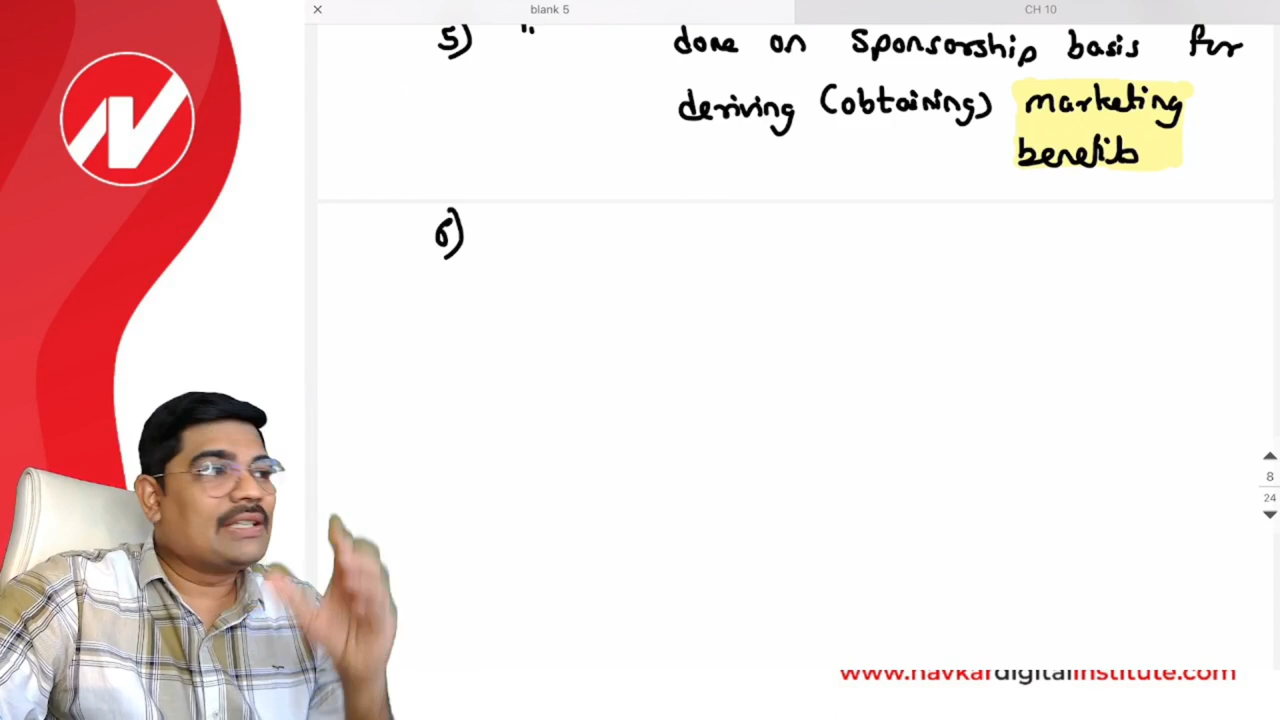 blank 5
CH 10
5) " done on Sponsorship basis for
deriving (obtaining) marketing
benefits
6)
8
24
www.navkardigitalinstitute.com